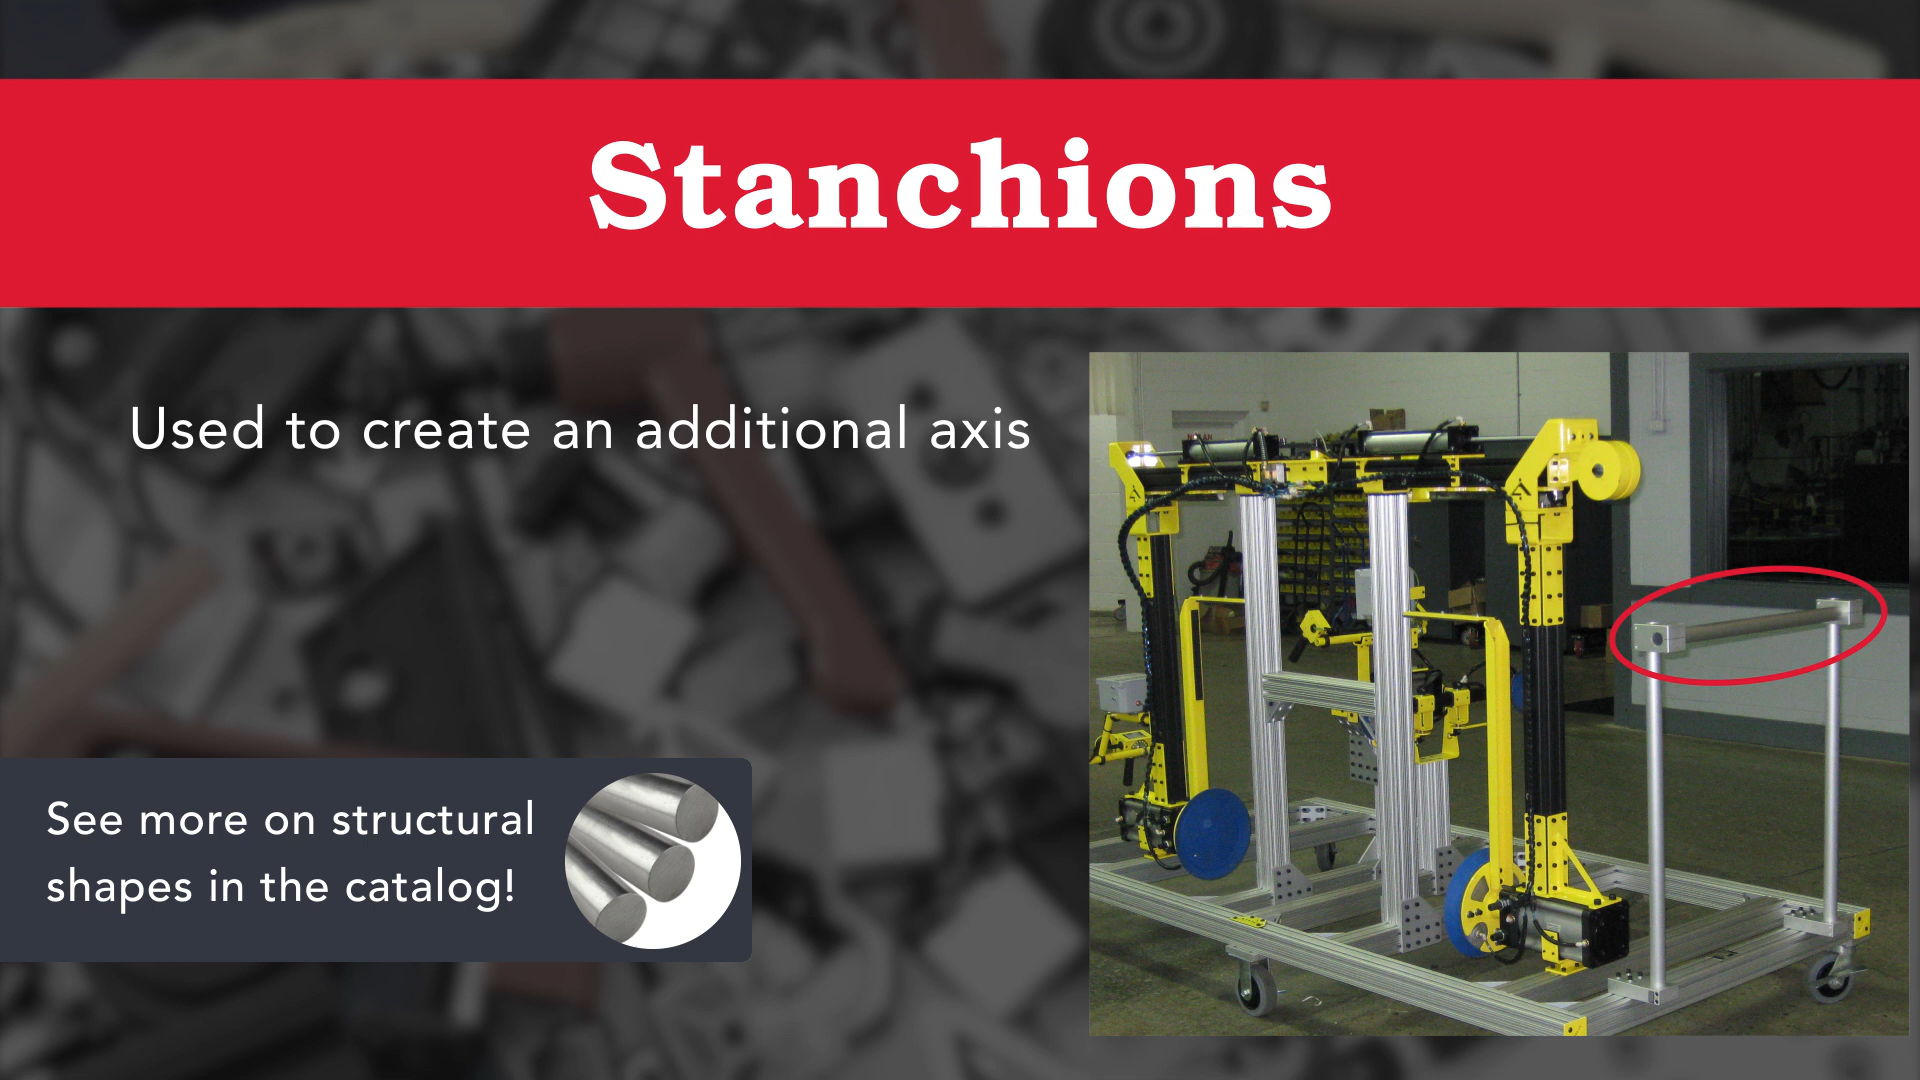 Stanchions
Used to create an additional axis
See more on structural
shapes in the catalog!